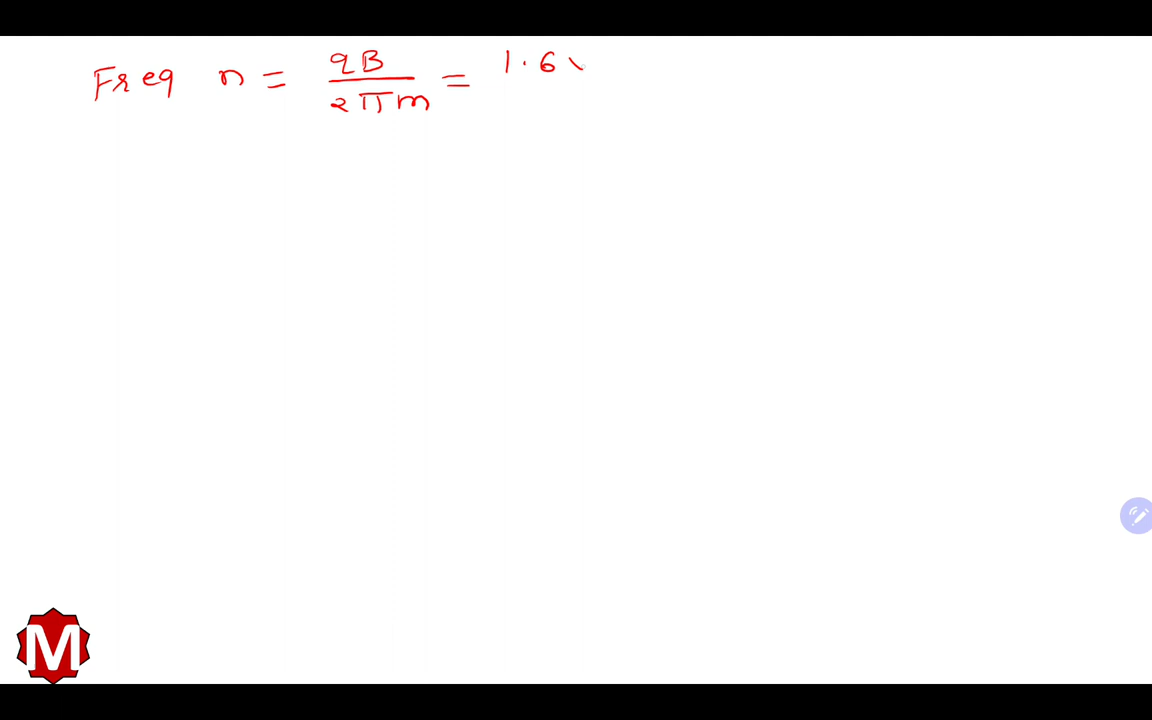 Freq n = qB / 2πm = 1.6
M